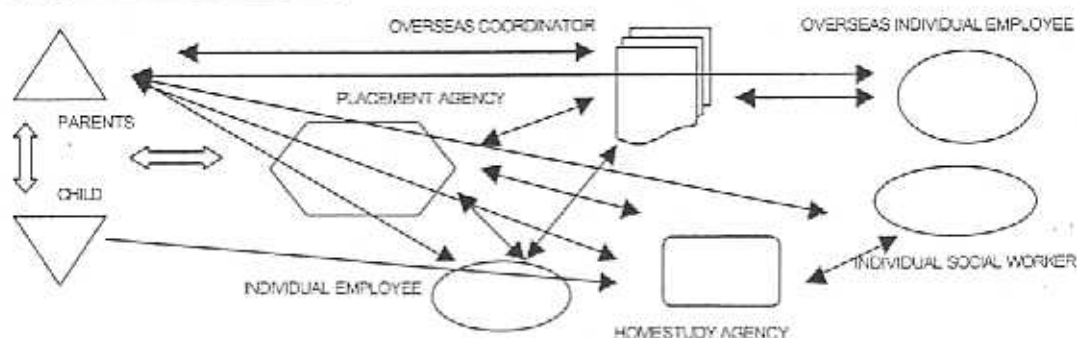 OVERSEAS COORDINATOR
OVERSEAS INDIVIDUAL EMPLOYEE
PLACEMENT AGENCY
PARENTS
CHILD
INDIVIDUAL EMPLOYEE
INDIVIDUAL SOCIAL WORKER
HOMESTUDY AGENCY